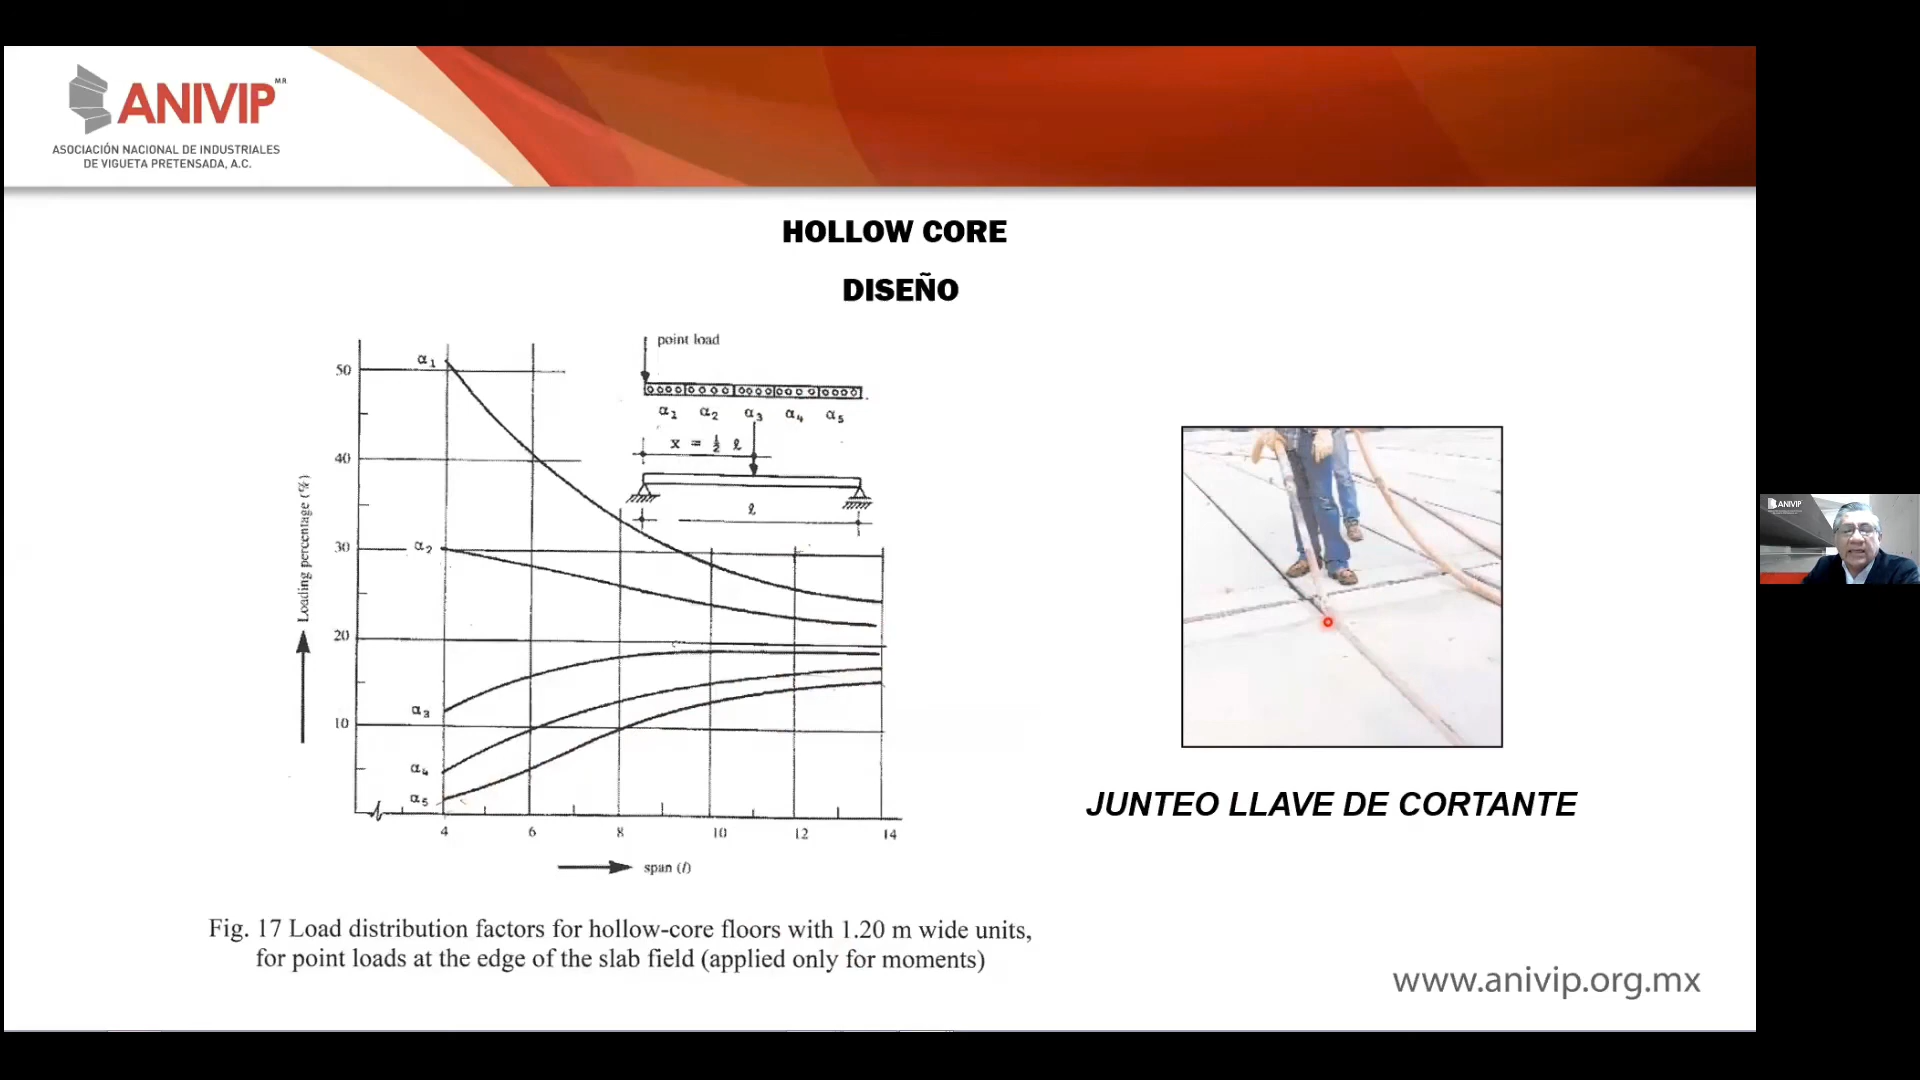 ANIVIP MR
ASOCIACIÓN NACIONAL DE INDUSTRIALES
DE VIGUETA PRETENSADA, A.C.
HOLLOW CORE
DISEÑO
point load
α1 α2 α3 α4 α5
x = ½ ℓ
ℓ
Loading percentage (%)
50
40
30
20
10
α1
α2
α3
α4
α5
4 6 8 10 12 14
span (l)
Fig. 17 Load distribution factors for hollow-core floors with 1.20 m wide units,
for point loads at the edge of the slab field (applied only for moments)
JUNTEO LLAVE DE CORTANTE
www.anivip.org.mx
ANIVIP